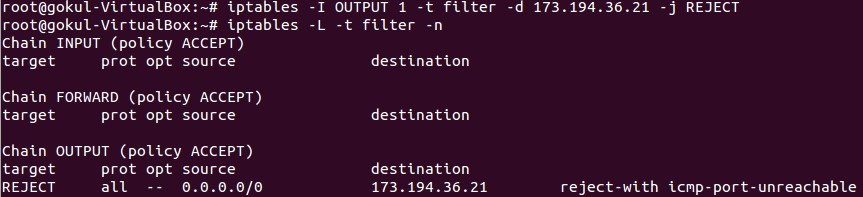 root@gokul-VirtualBox:~# iptables -I OUTPUT 1 -t filter -d 173.194.36.21 -j REJECT
root@gokul-VirtualBox:~# iptables -L -t filter -n
Chain INPUT (policy ACCEPT)
target     prot opt source               destination

Chain FORWARD (policy ACCEPT)
target     prot opt source               destination

Chain OUTPUT (policy ACCEPT)
target     prot opt source               destination
REJECT     all  --  0.0.0.0/0            173.194.36.21        reject-with icmp-port-unreachable